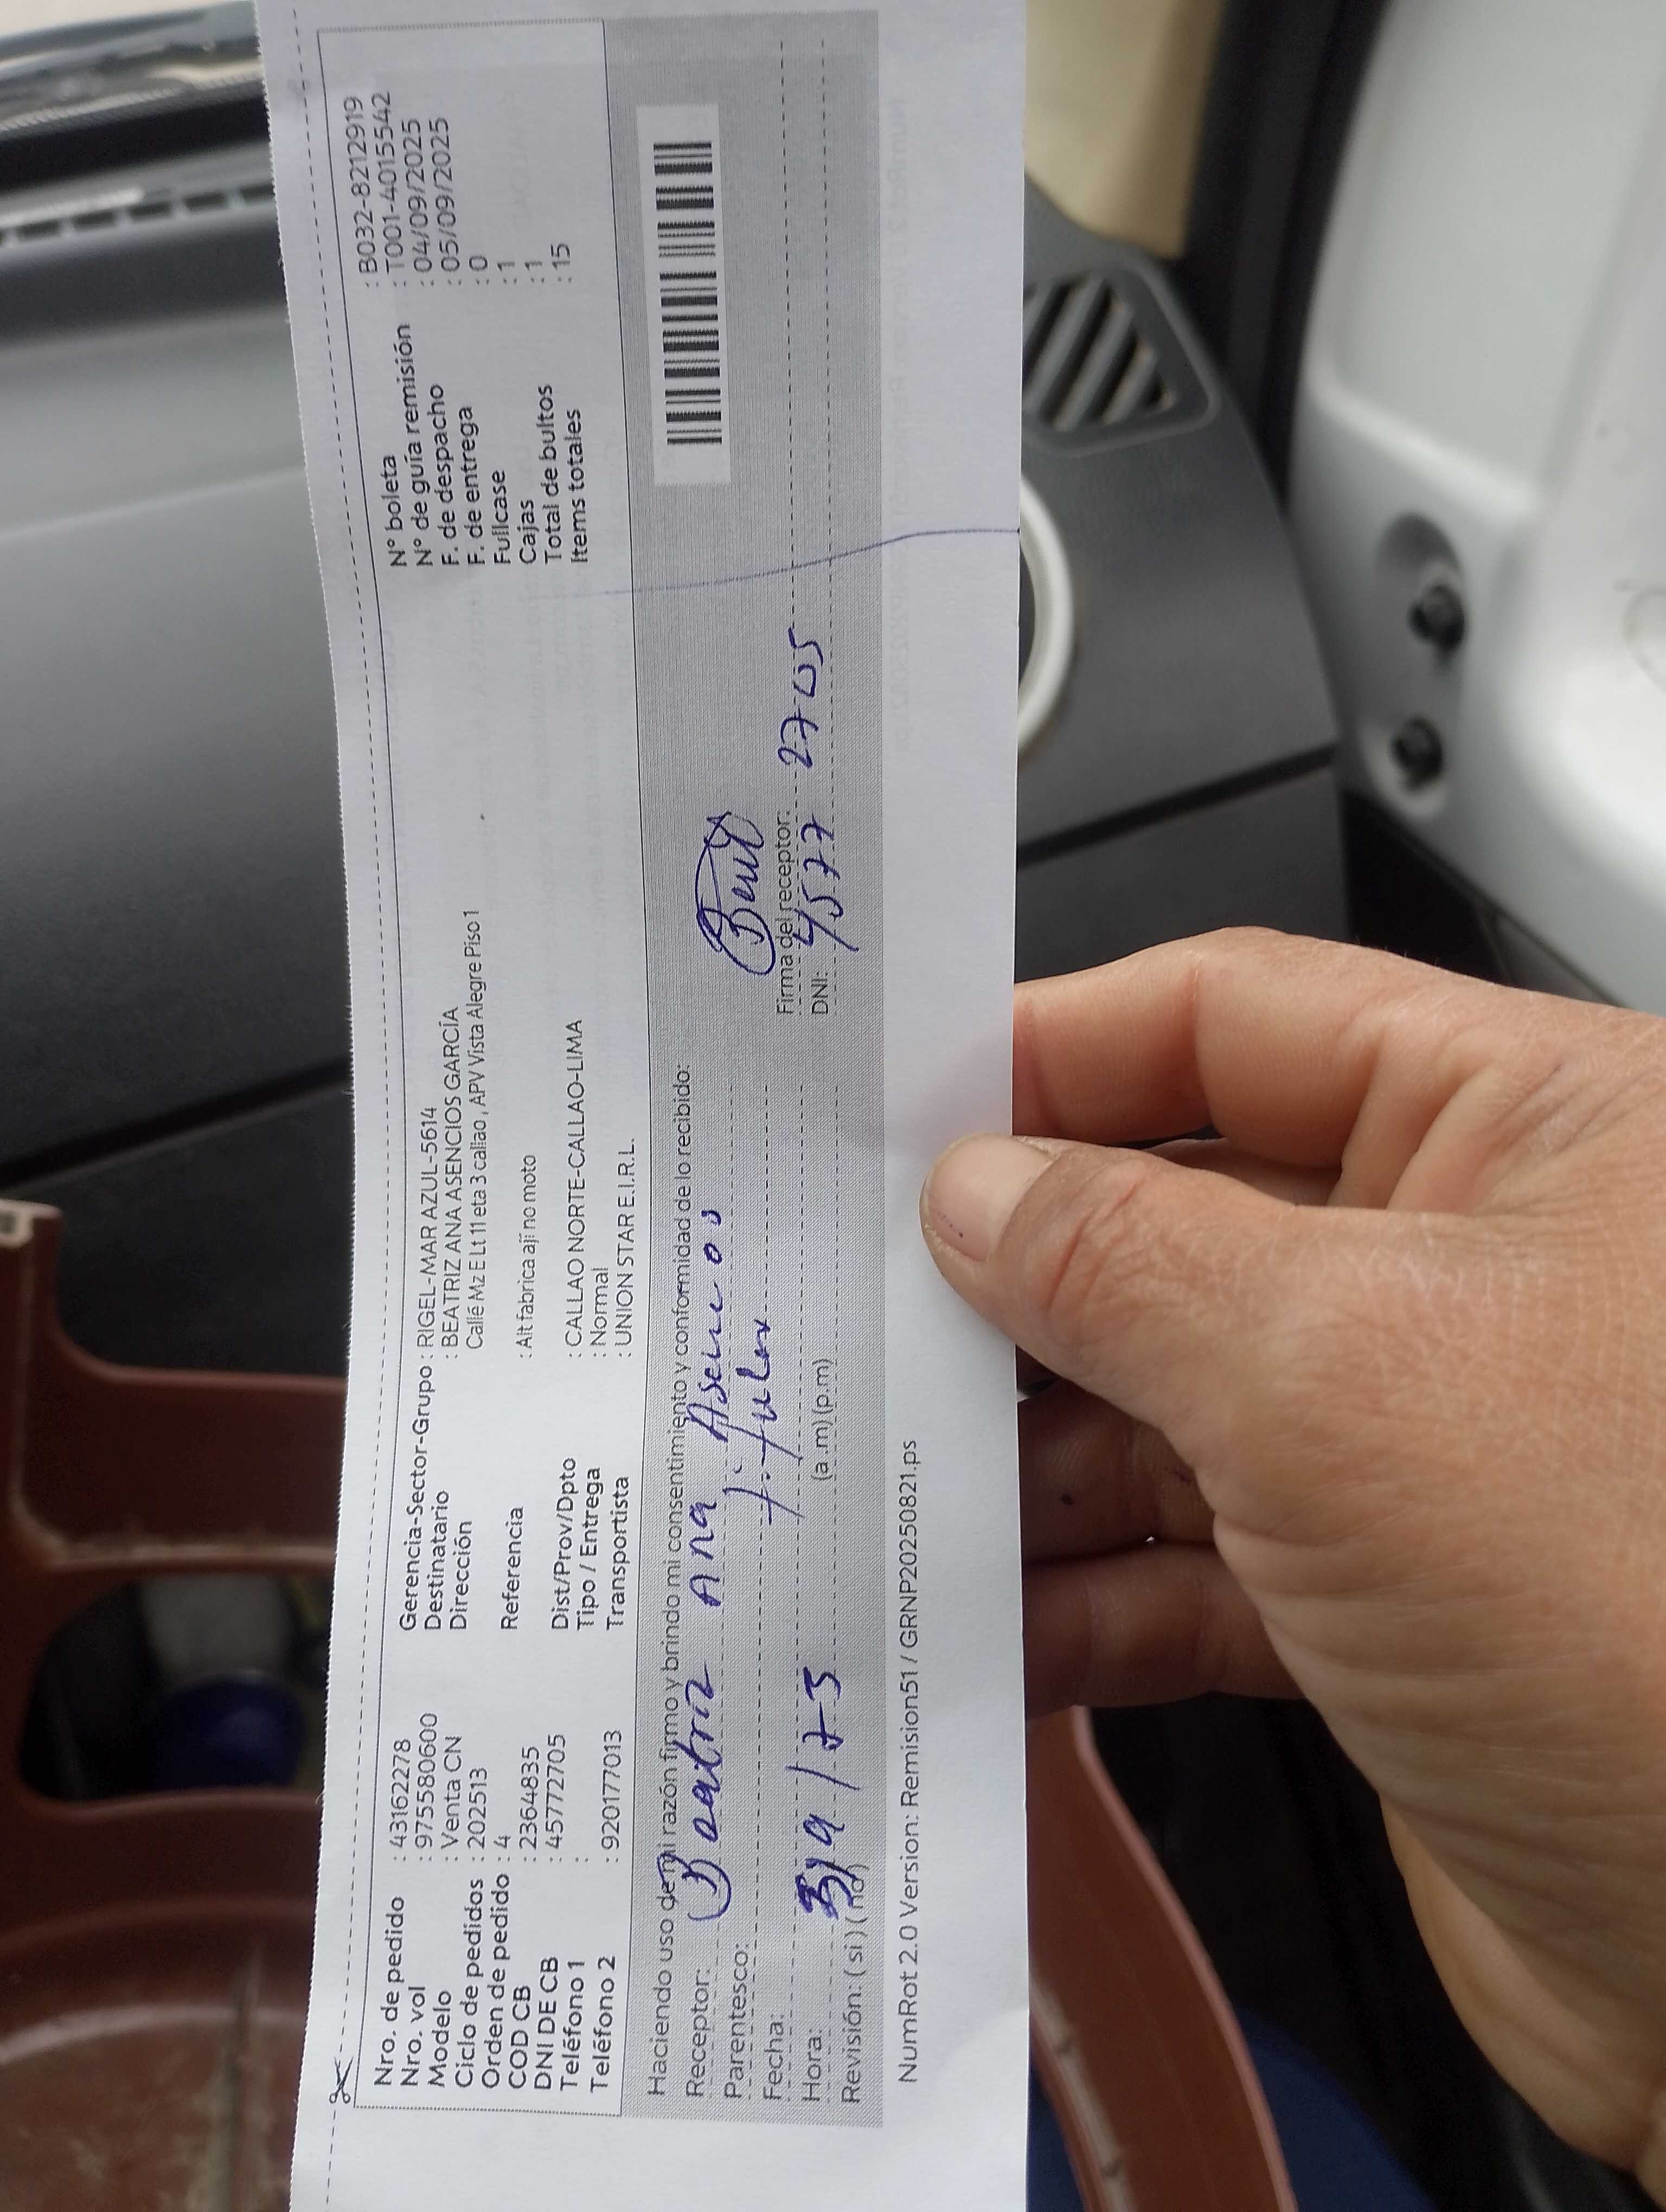 Nro. de pedido : 43162278
Nro. vol : 9755580600
Modelo : Venta CN
Ciclo de pedidos : 202513
Orden de pedido : 4
COD CB : 23644835
DNI DE CB : 45772705
Teléfono 1 :
Teléfono 2 : 920177013
Gerencia-Sector-Grupo : RIGEL-MAR AZUL-5614
Destinatario : BEATRIZ ANA ASENCIOS GARCÍA
Dirección Callé Mz E Lt 11 eta 3 callao , APV Vista Alegre Piso 1
Referencia : Alt fabrica ají no moto
Dist/Prov/Dpto : CALLAO NORTE-CALLAO-LIMA
Tipo / Entrega : Normal
Transportista : UNION STAR E.I.R.L.
N° boleta : B032-8212919
N° de guía remisión : T001-4015542
F. de despacho : 04/09/2025
F. de entrega : 05/09/2025
Fullcase : 0
Cajas : 1
Total de bultos : 1
Items totales : 15
Haciendo uso de mi razón firmo y brindo mi consentimiento y conformidad de lo recibido:
Receptor: Beatriz Ana Asencios
Parentesco:
Fecha:
Hora: (a .m) (p.m)
Revisión: ( si ) ( no )
Firma del receptor:
DNI: 4577 2705
NumRot 2.0 Version: Remision51 / GRNP20250821.ps